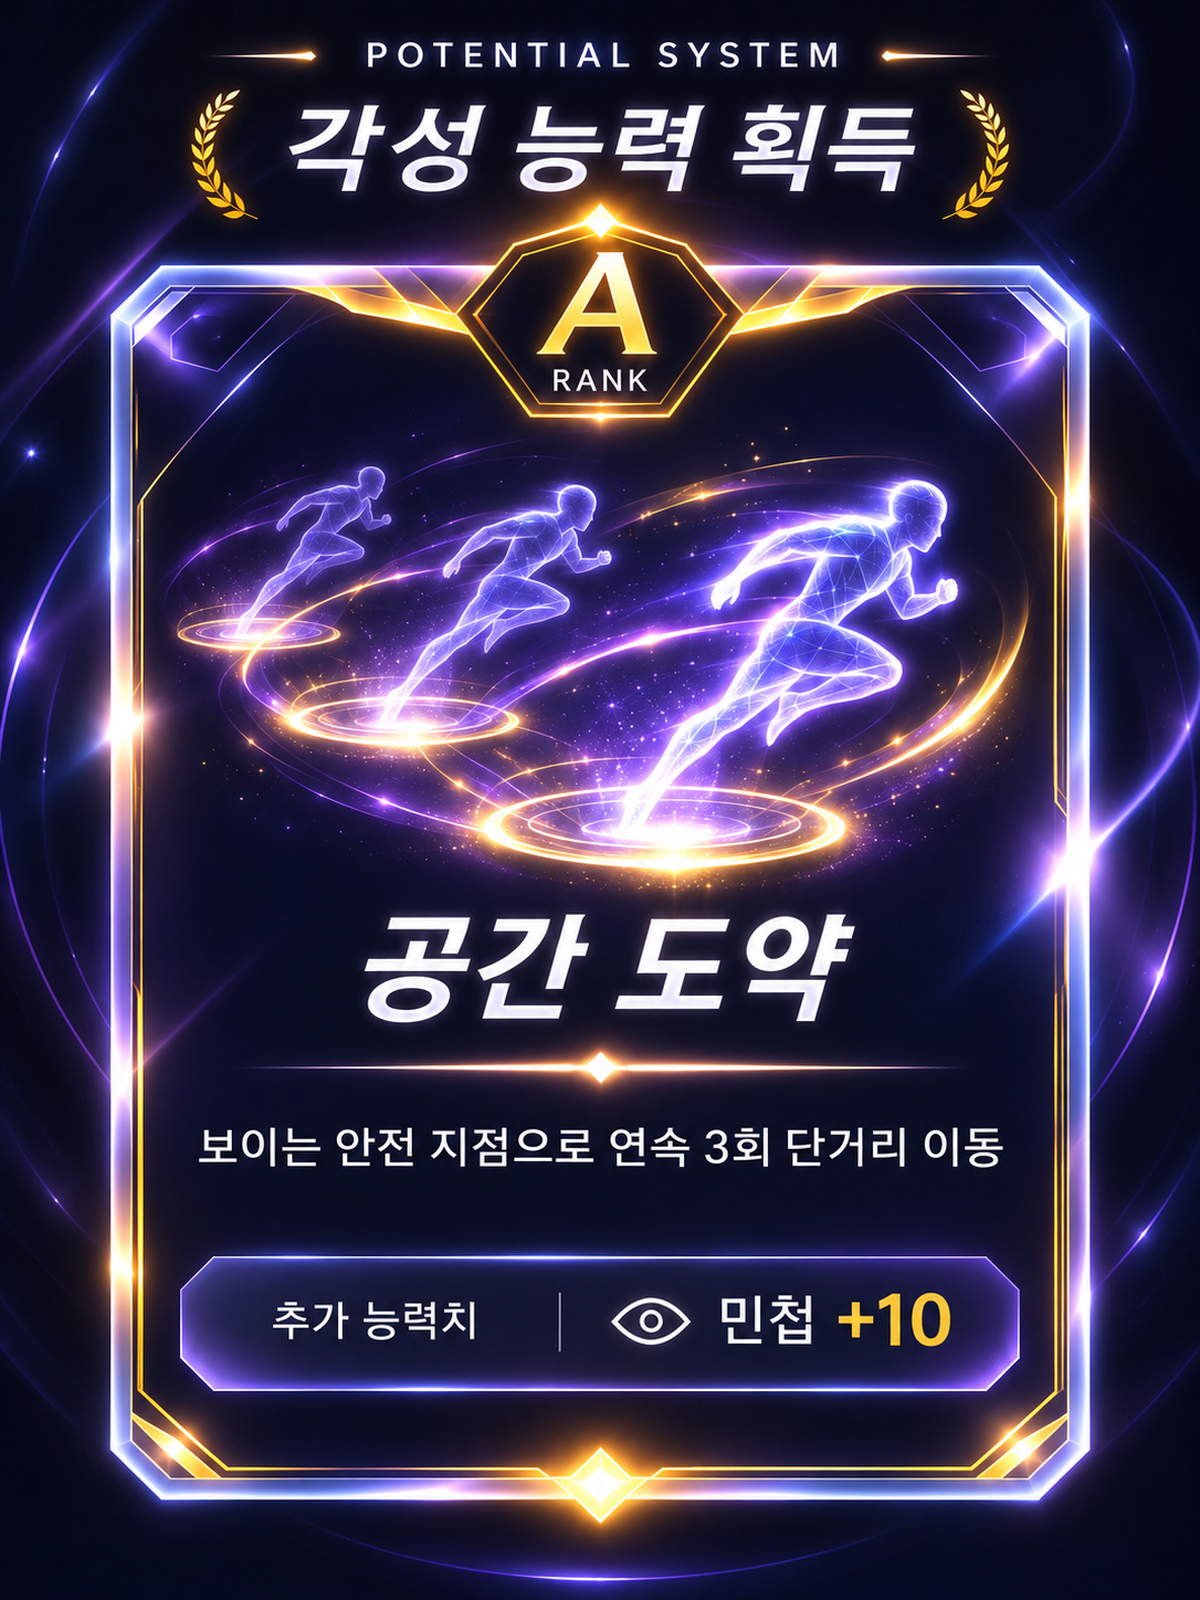 POTENTIAL SYSTEM
각성 능력 획득
A
RANK
공간 도약
보이는 안전 지점으로 연속 3회 단거리 이동
추가 능력치
민첩 +10